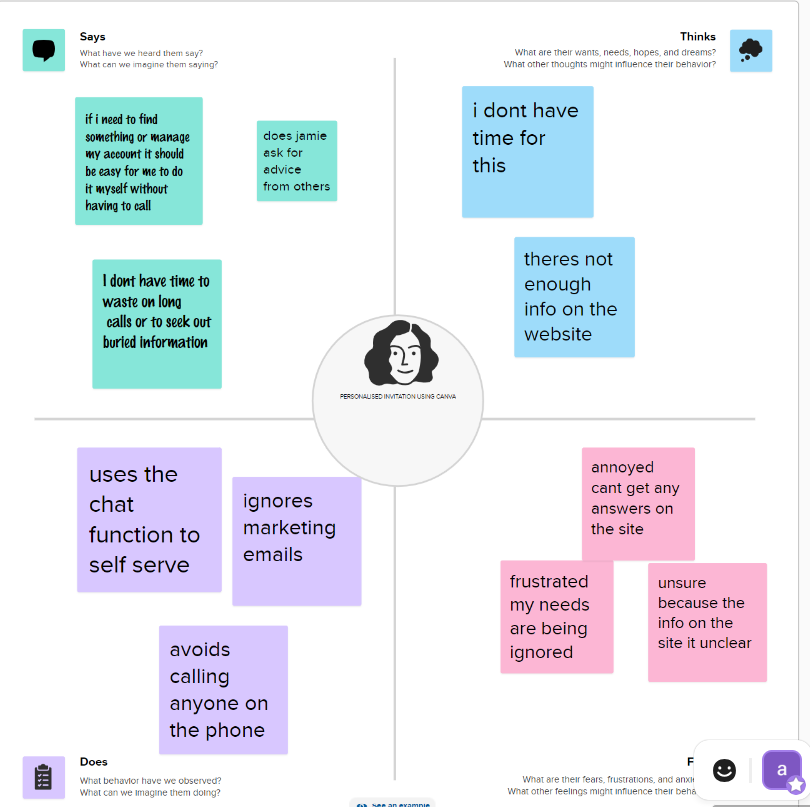 Says
What have we heard them say?
What can we imagine them saying?
Thinks
What are their wants, needs, hopes, and dreams?
What other thoughts might influence their behavior?
if i need to find
something or manage
my account it should
be easy for me to do
it myself without
having to call
does jamie
ask for
advice
from others
I dont have time to
waste on long
calls or to seek out
buried information
i dont have
time for
this
theres not
enough
info on the
website
PERSONALISED INVITATION USING CANVA
uses the
chat
function to
self serve
ignores
marketing
emails
avoids
calling
anyone on
the phone
annoyed
cant get any
answers on
the site
frustrated
my needs
are being
ignored
unsure
because the
info on the
site it unclear
Does
What behavior have we observed?
What can we imagine them doing?
What are their fears, frustrations, and
What other feelings might influence their
See an example
a